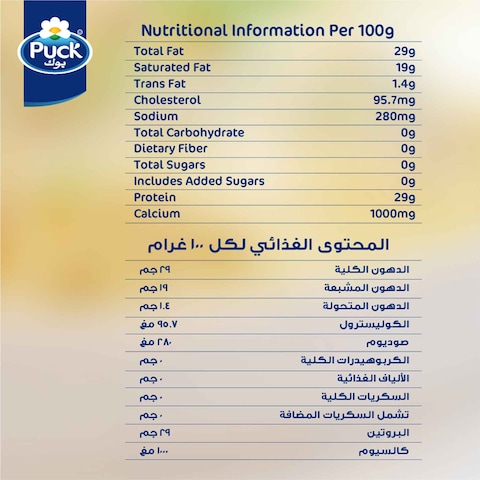 Puck
بوك
Nutritional Information Per 100g
Total Fat 29g
Saturated Fat 19g
Trans Fat 1.4g
Cholesterol 95.7mg
Sodium 280mg
Total Carbohydrate 0g
Dietary Fiber 0g
Total Sugars 0g
Includes Added Sugars 0g
Protein 29g
Calcium 1000mg
المحتوى الغذائي لكل ١٠٠ غرام
الدهون الكلية ٢٩ جم
الدهون المشبعة ١٩ جم
الدهون المتحولة ١.٤ جم
الكوليسترول ٩٥.٧ مغ
صوديوم ٢٨٠ مغ
الكربوهيدرات الكلية ٠ جم
الألياف الغذائية ٠ جم
السكريات الكلية ٠ جم
تشمل السكريات المضافة ٠ جم
البروتين ٢٩ جم
كالسيوم ١٠٠٠ مغ